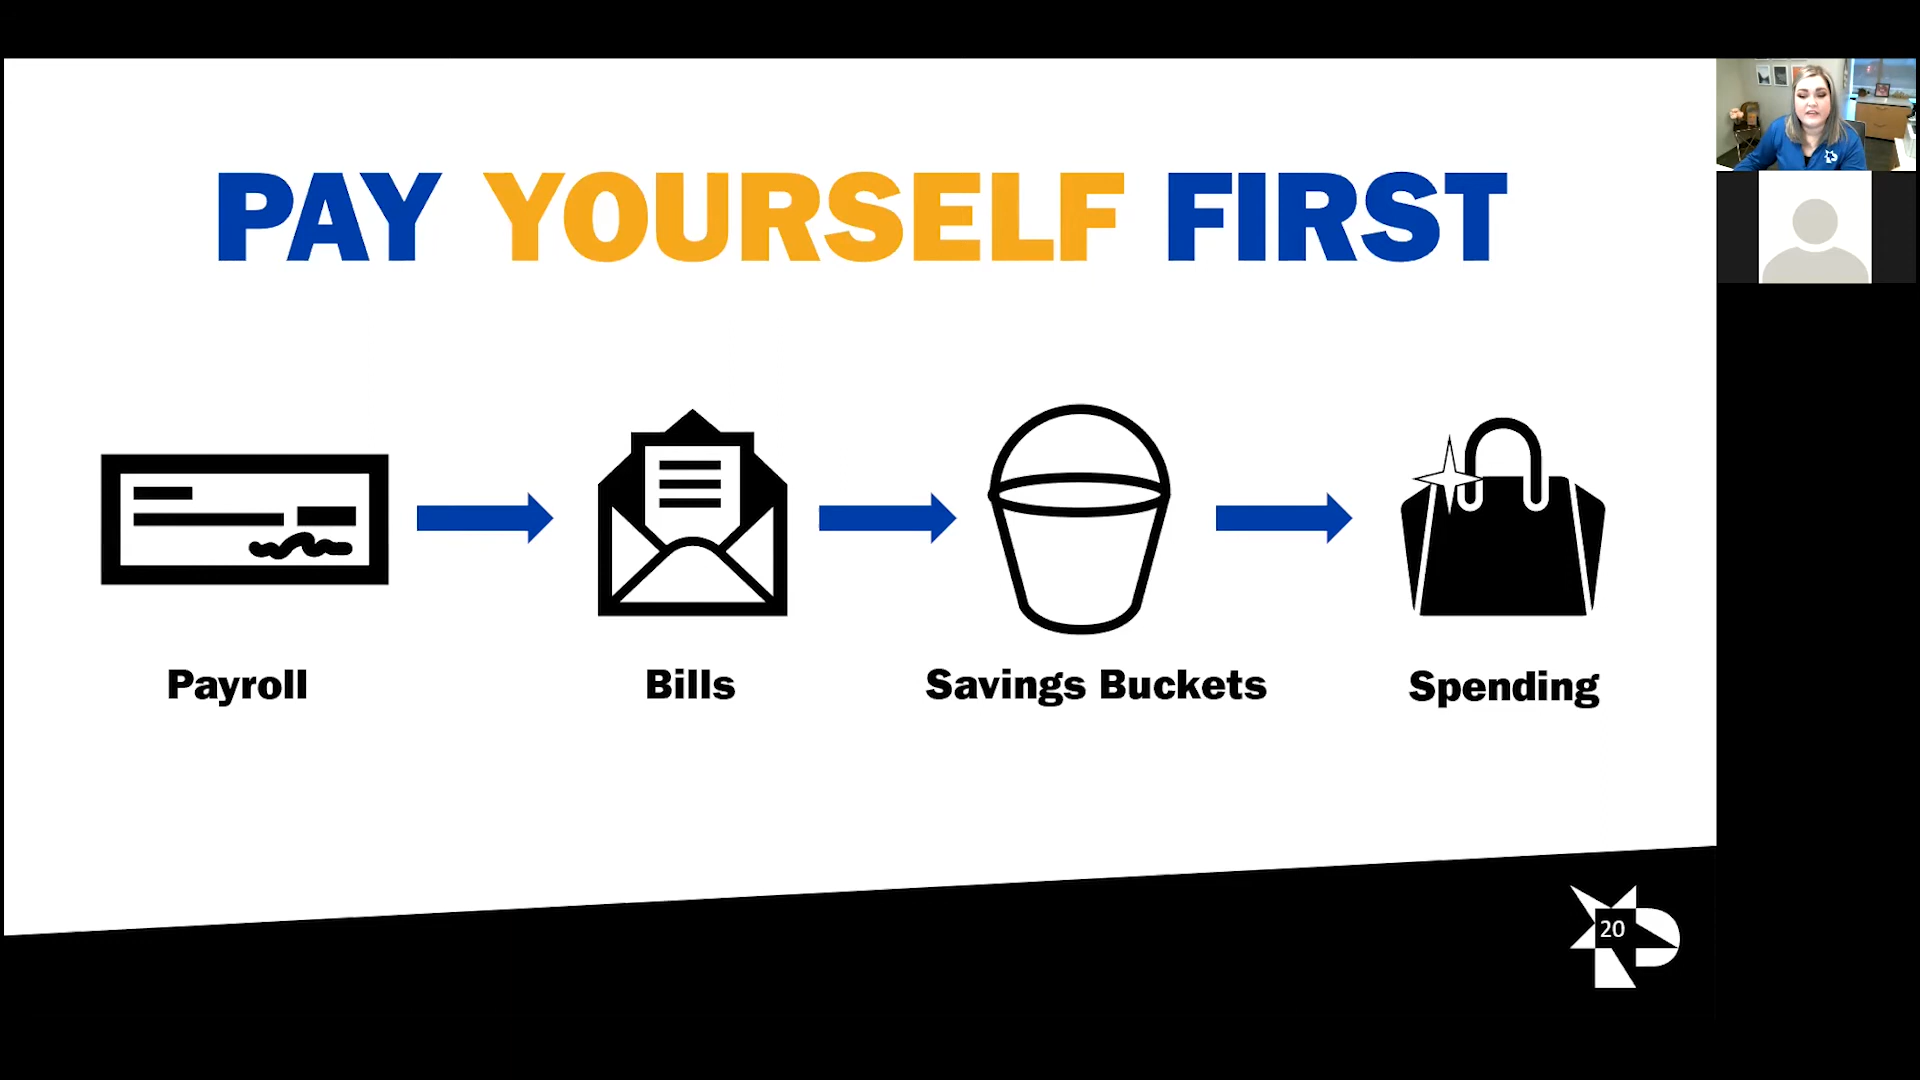 PAY YOURSELF FIRST
Payroll
Bills
Savings Buckets
Spending
20